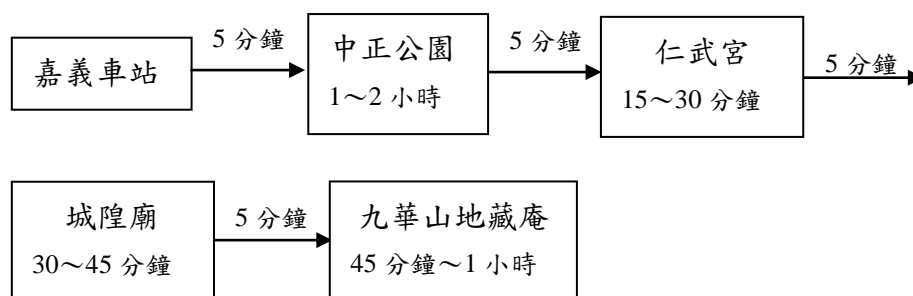 嘉義車站
5 分鐘
中正公園
1～2 小時
5 分鐘
仁武宮
15～30 分鐘
5 分鐘
城隍廟
30～45 分鐘
5 分鐘
九華山地藏庵
45 分鐘～1 小時